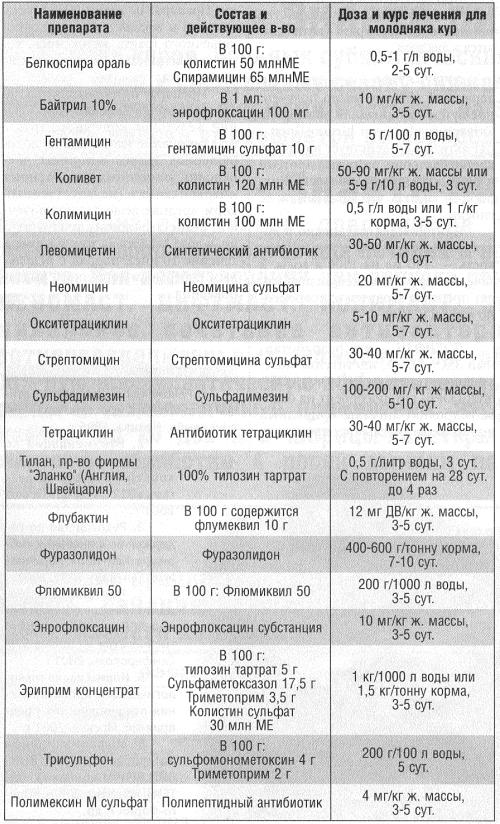 Наименование препарата
Состав и действующее в-во
Доза и курс лечения для молодняка кур
Белкоспира ораль
В 100 г:
колистин 50 млнМЕ
Спирамицин 65 млнМЕ
0,5-1 г/л воды,
2-5 сут.
Байтрил 10%
В 1 мл:
энрофлоксацин 100 мг
10 мг/кг ж. массы,
3-5 сут.
Гентамицин
В 100 г:
гентамицин сульфат 10 г
5 г/100 л воды,
5-7 сут.
Коливет
В 100 г:
колистин 120 млн МЕ
50-90 мг/кг ж. массы или
5-9 г/10 л воды, 3 сут.
Колимицин
В 100 г:
колистин 100 млн МЕ
0,5 г/л воды или 1 г/кг
корма, 3-5 сут.
Левомицетин
Синтетический антибиотик
30-50 мг/кг ж. массы,
10 сут.
Неомицин
Неомицина сульфат
20 мг/кг ж. массы,
5-7 сут.
Окситетрациклин
Окситетрациклин
5-10 мг/кг ж. массы,
5-7 сут.
Стрептомицин
Стрептомицина сульфат
30-40 мг/кг ж. массы,
5-7 сут.
Сульфадимезин
Сульфадимезин
100-200 мг/ кг ж массы,
5-10 сут.
Тетрациклин
Антибиотик тетрациклин
30-40 мг/кг ж. массы,
5-7 сут.
Тилан, пр-во фирмы
"Эланко" (Англия,
Швейцария)
100% тилозин тартрат
0,5 г/литр воды, 3 сут.
С повторением на 28 сут.
до 4 раз
Флубактин
В 100 г содержится
флумеквил 10 г
12 мг ДВ/кг ж. массы,
3-5 сут.
Фуразолидон
Фуразолидон
400-600 г/тонну корма,
7-10 сут.
Флюмиквил 50
В 100 г: Флюмиквил 50
200 г/1000 л воды,
3-5 сут.
Энрофлоксацин
Энрофлоксацин субстанция
10 мг/кг ж. массы,
3-5 сут.
Эриприм концентрат
В 100 г:
тилозин тартрат 5 г
Сульфаметоксазол 17,5 г
Триметоприм 3,5 г
Колистин сульфат
30 млн МЕ
1 кг/1000 л воды или
1,5 кг/тонну корма,
3-5 сут.
Трисульфон
В 100 г:
сульфомонометоксин 4 г
Триметоприм 2 г
200 г/100 л воды,
5 сут.
Полимексин М сульфат
Полипептидный антибиотик
4 мг/кг ж. массы,
3-5 сут.